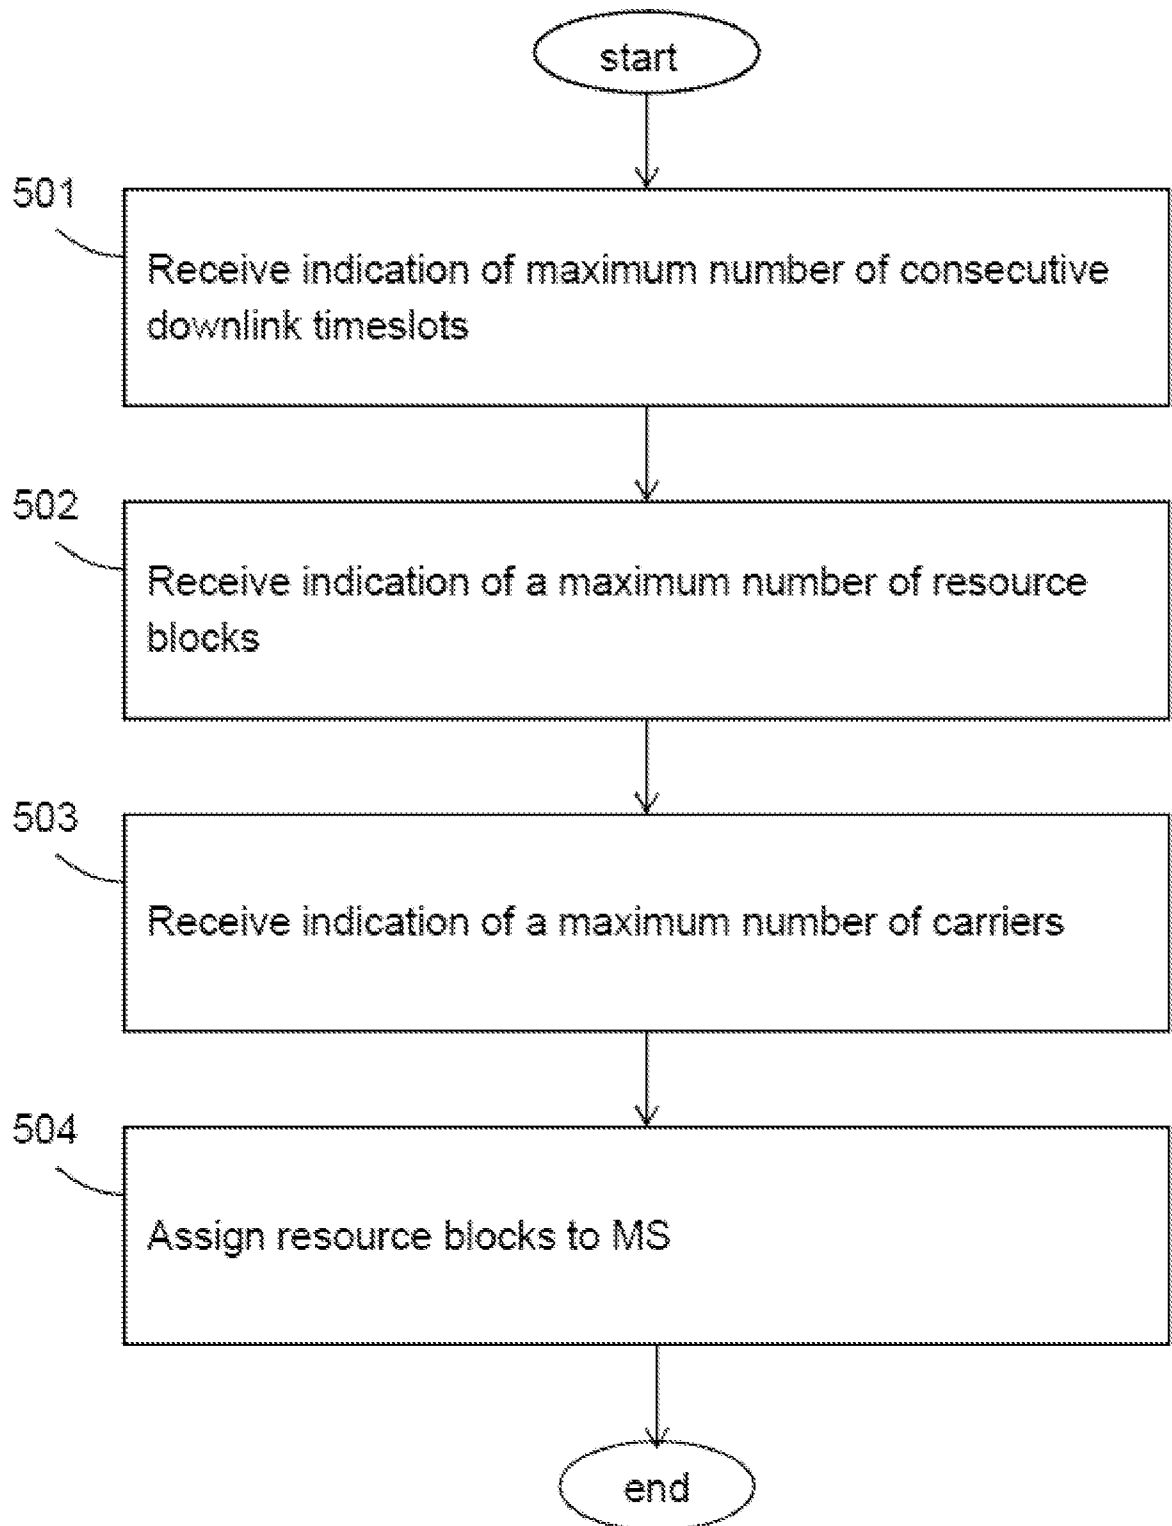 start
501
Receive indication of maximum number of consecutive
downlink timeslots
502
Receive indication of a maximum number of resource
blocks
503
Receive indication of a maximum number of carriers
504
Assign resource blocks to MS
end